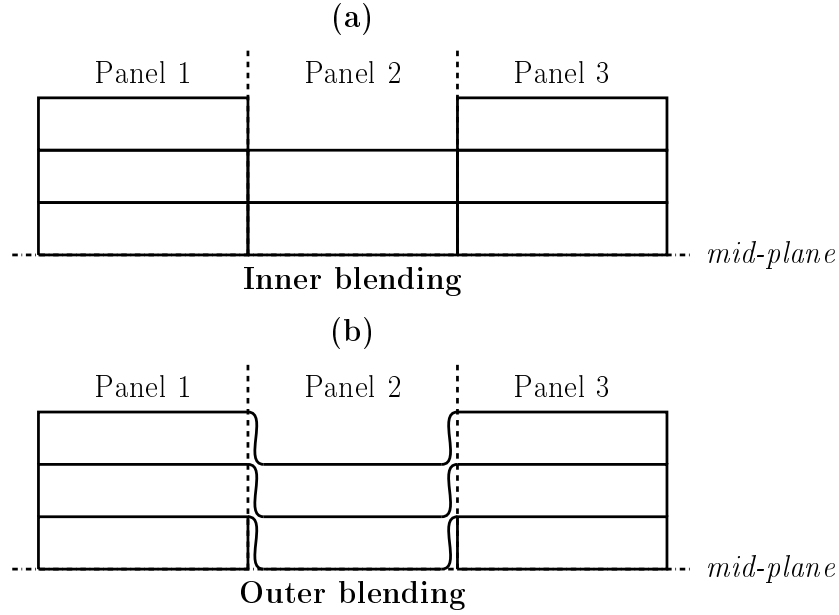 (a)
Panel 1 Panel 2 Panel 3
mid-plane
Inner blending
(b)
Panel 1 Panel 2 Panel 3
mid-plane
Outer blending